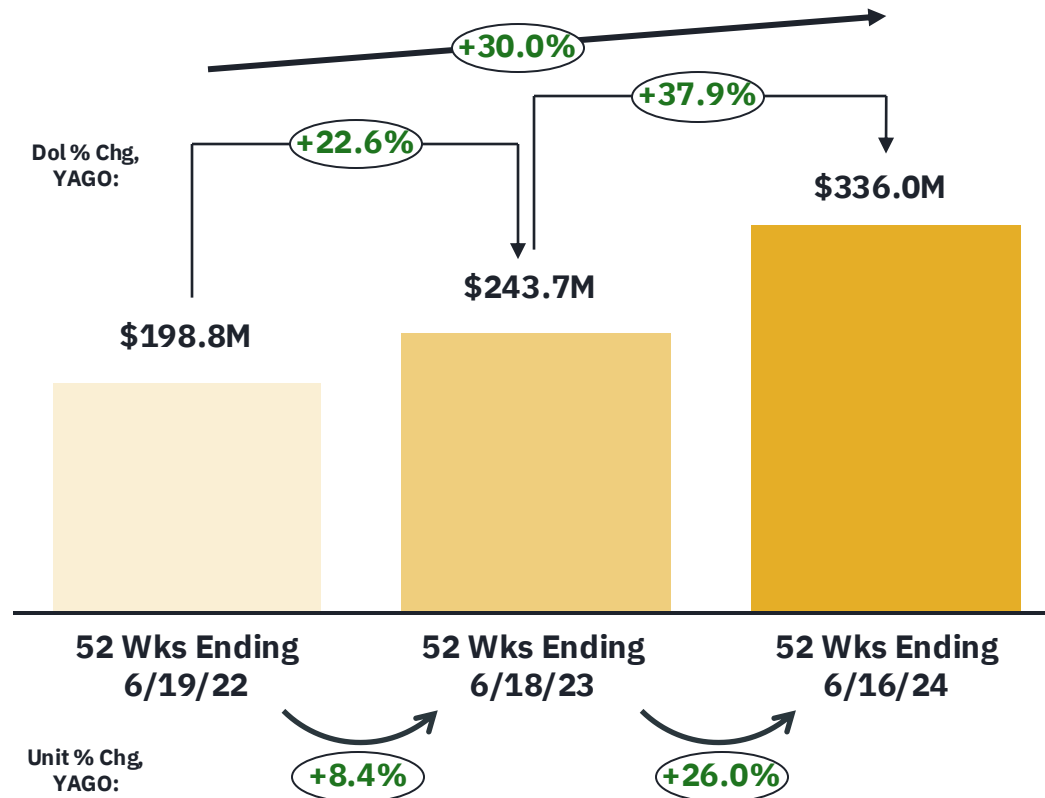 +30.0%
+37.9%
+22.6%
Dol % Chg,
YAGO:
$336.0M
$243.7M
$198.8M
52 Wks Ending
6/19/22
52 Wks Ending
6/18/23
52 Wks Ending
6/16/24
Unit % Chg,
YAGO:
+8.4%
+26.0%